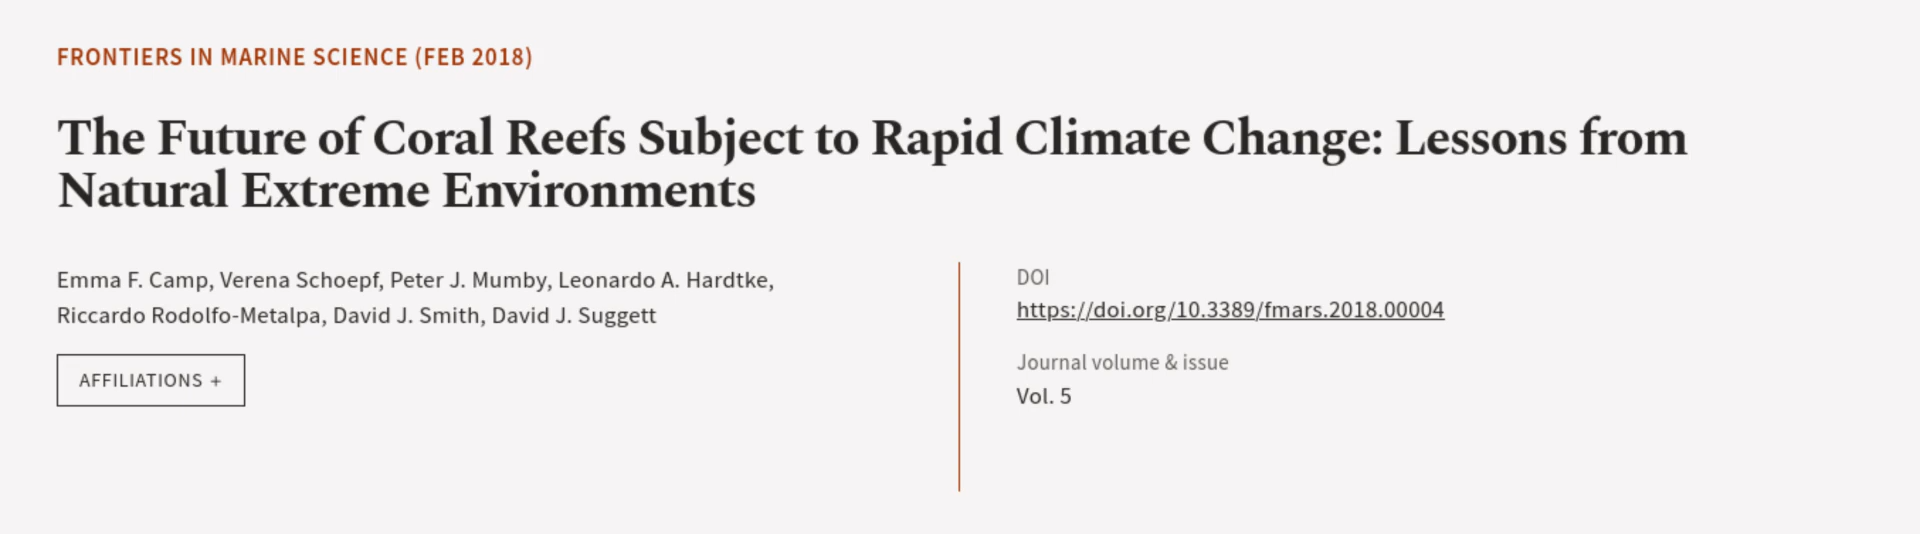 FRONTIERS IN MARINE SCIENCE (FEB 2018)
The Future of Coral Reefs Subject to Rapid Climate Change: Lessons from
Natural Extreme Environments
Emma F. Camp, Verena Schoepf, Peter J. Mumby, Leonardo A. Hardtke,
Riccardo Rodolfo-Metalpa, David J. Smith, David J. Suggett
AFFILIATIONS +
DOI
https://doi.org/10.3389/fmars.2018.00004
Journal volume & issue
Vol. 5